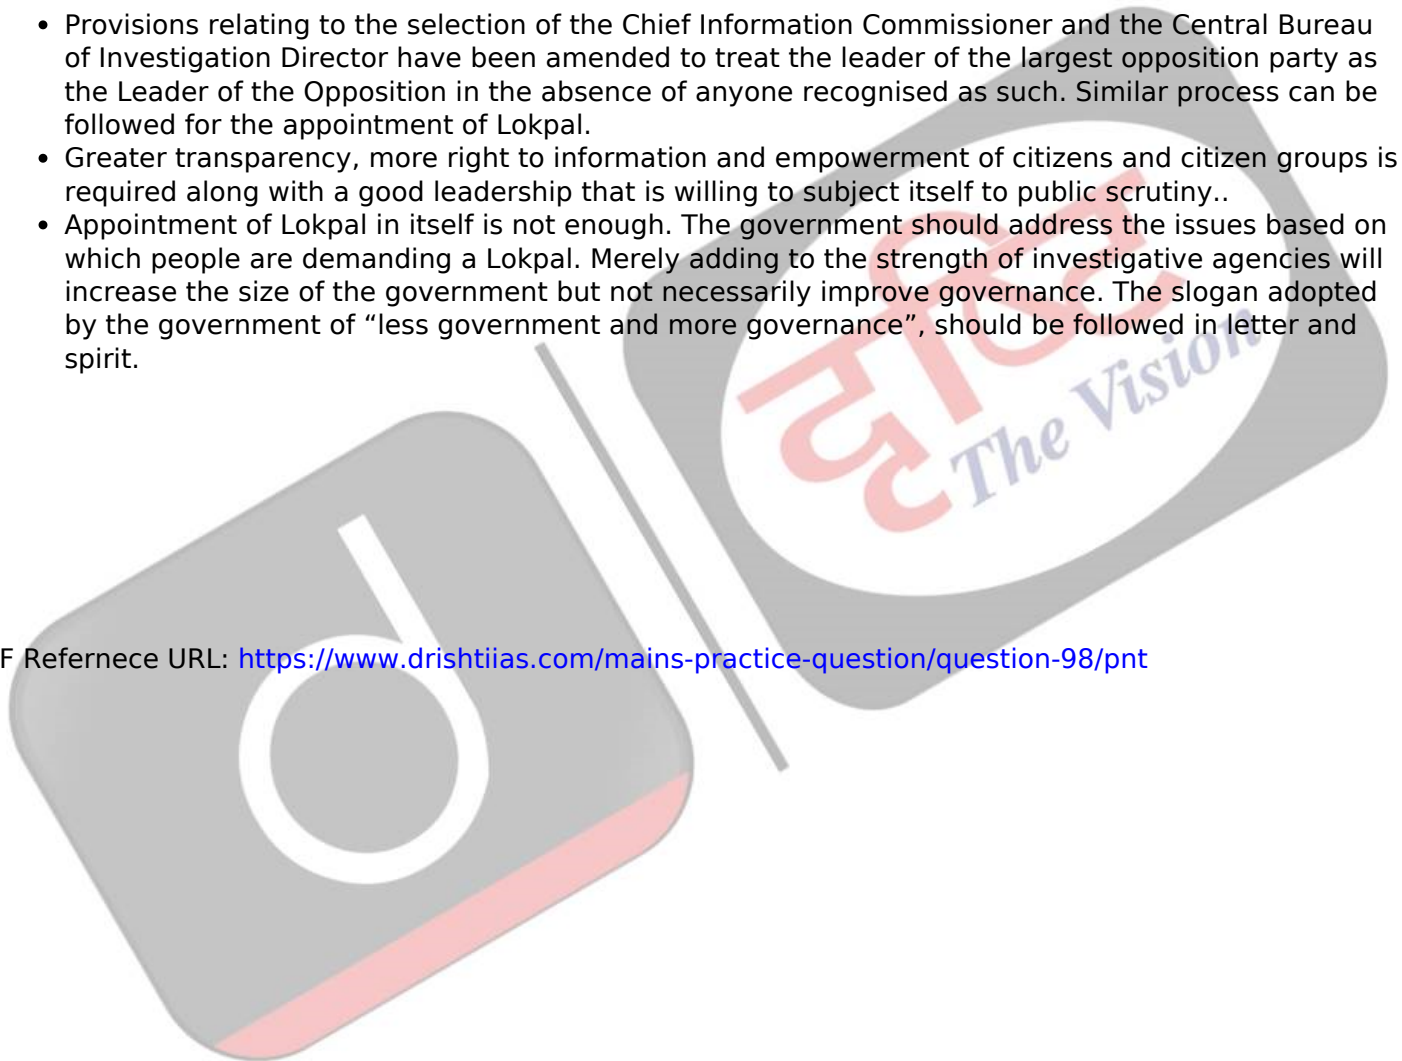 • Provisions relating to the selection of the Chief Information Commissioner and the Central Bureau
of Investigation Director have been amended to treat the leader of the largest opposition party as
the Leader of the Opposition in the absence of anyone recognised as such. Similar process can be
followed for the appointment of Lokpal.
• Greater transparency, more right to information and empowerment of citizens and citizen groups is
required along with a good leadership that is willing to subject itself to public scrutiny..
• Appointment of Lokpal in itself is not enough. The government should address the issues based on
which people are demanding a Lokpal. Merely adding to the strength of investigative agencies will
increase the size of the government but not necessarily improve governance. The slogan adopted
by the government of “less government and more governance”, should be followed in letter and
spirit.
दृष्टि
The Vision
d
F Refernece URL: https://www.drishtiias.com/mains-practice-question/question-98/pnt